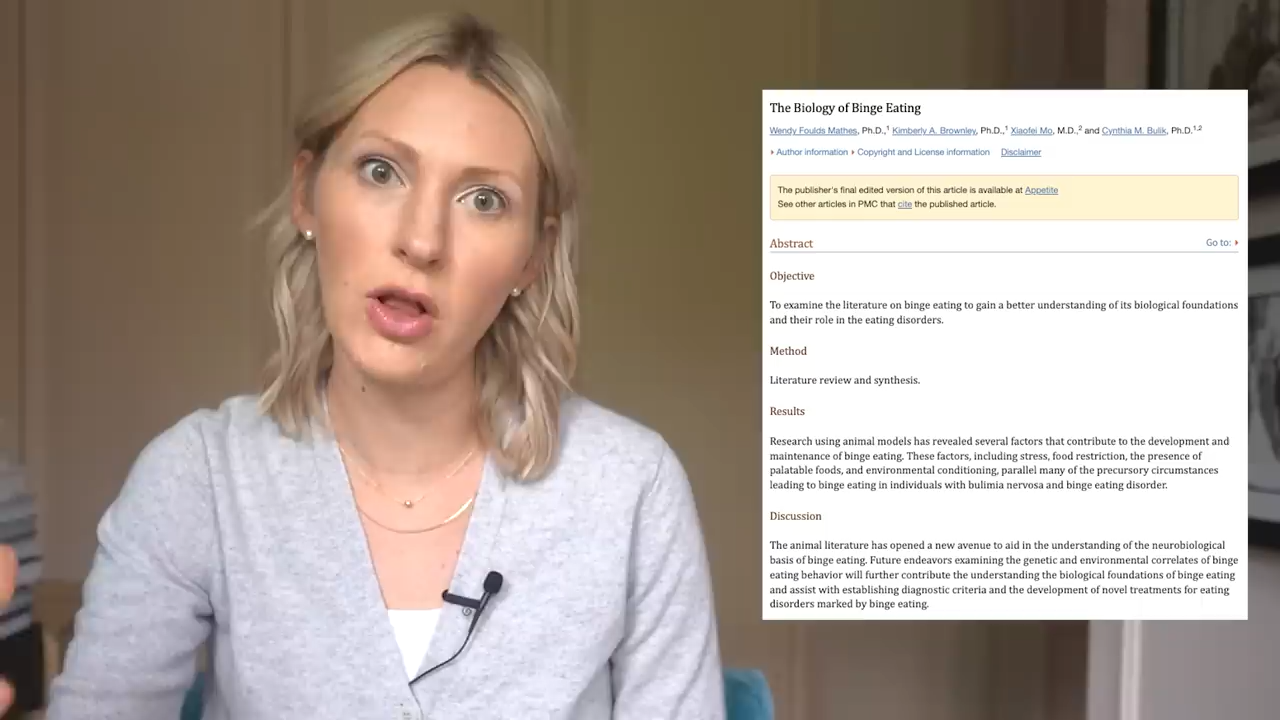 The Biology of Binge Eating
Wendy Foulds Mathes, Ph.D.,1 Kimberly A. Brownley, Ph.D.,1 Xiaofei Mo, M.D.,2 and Cynthia M. Bulik, Ph.D.1,2
Author information Copyright and License information Disclaimer
The publisher's final edited version of this article is available at Appetite
See other articles in PMC that cite the published article.
Abstract Go to:
Objective
To examine the literature on binge eating to gain a better understanding of its biological foundations
and their role in the eating disorders.
Method
Literature review and synthesis.
Results
Research using animal models has revealed several factors that contribute to the development and
maintenance of binge eating. These factors, including stress, food restriction, the presence of
palatable foods, and environmental conditioning, parallel many of the precursory circumstances
leading to binge eating in individuals with bulimia nervosa and binge eating disorder.
Discussion
The animal literature has opened a new avenue to aid in the understanding of the neurobiological
basis of binge eating. Future endeavors examining the genetic and environmental correlates of binge
eating behavior will further contribute the understanding the biological foundations of binge eating
and assist with establishing diagnostic criteria and the development of novel treatments for eating
disorders marked by binge eating.